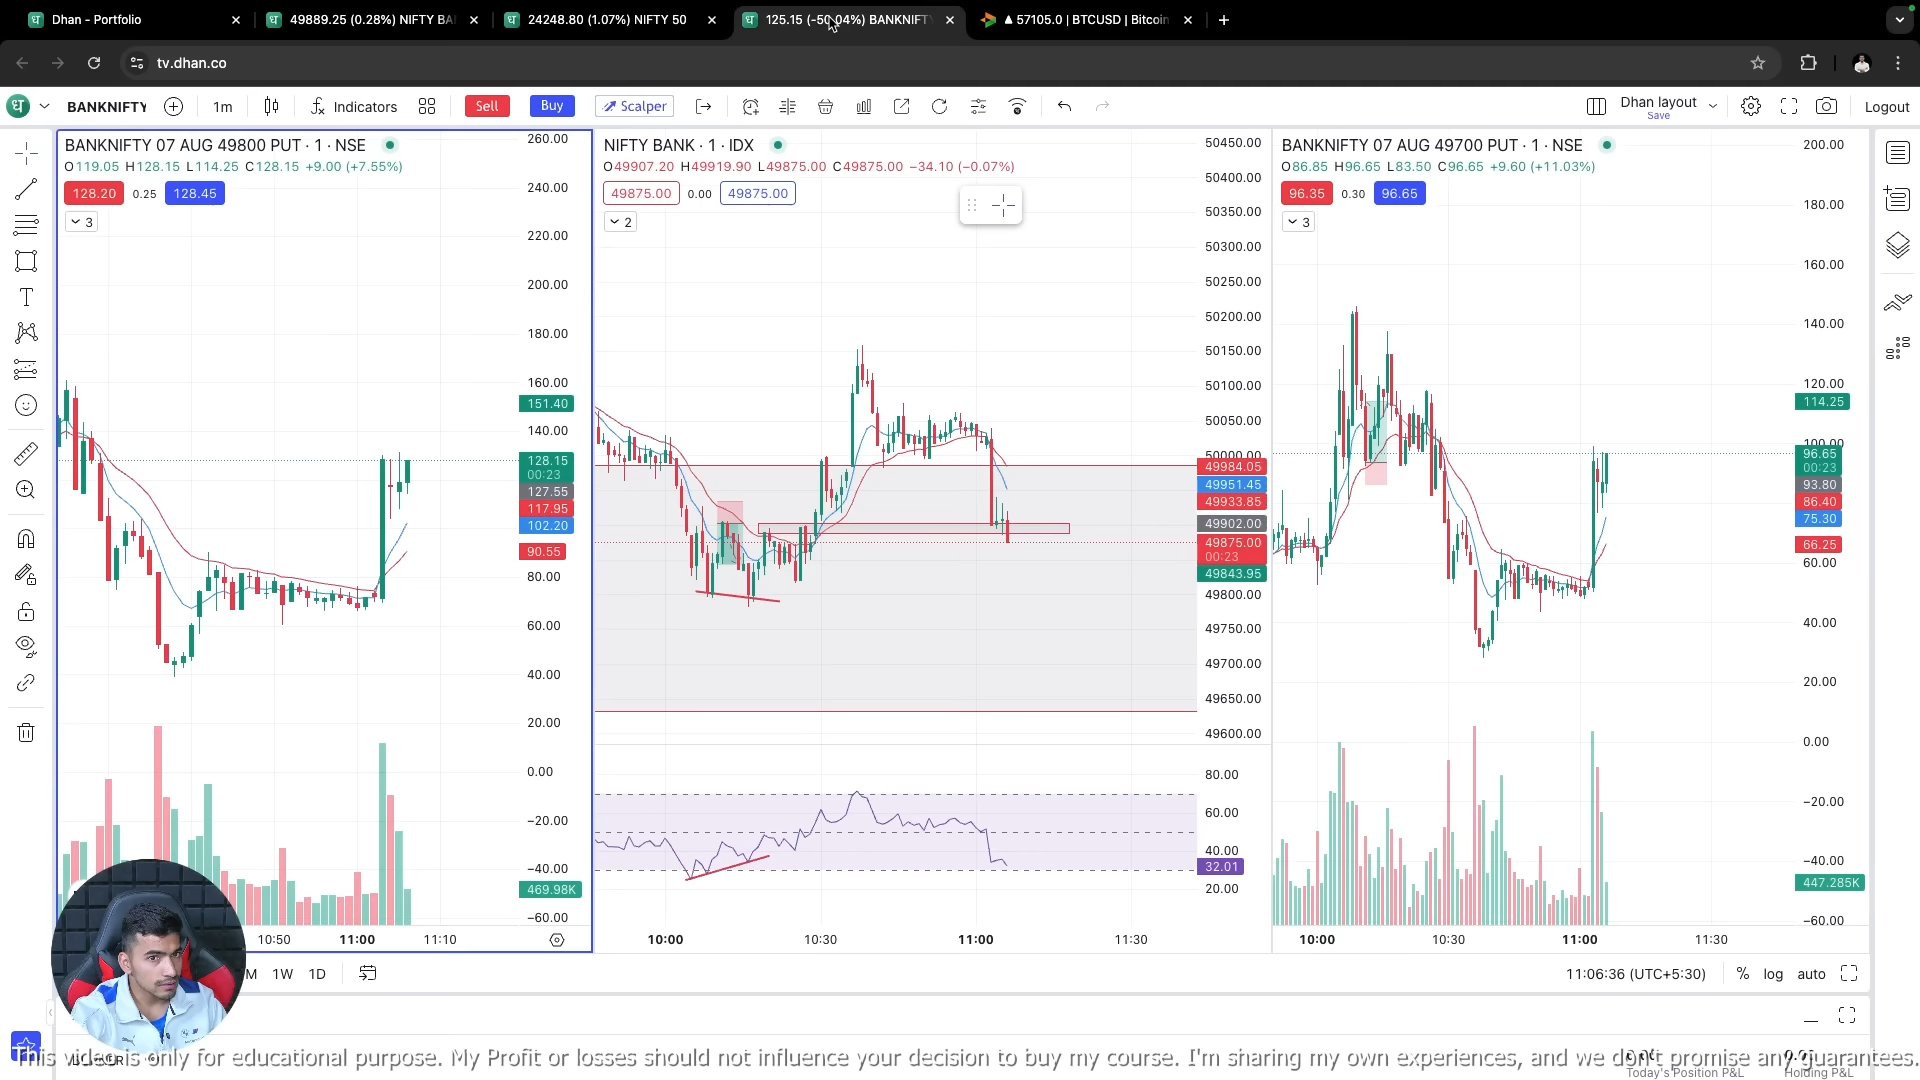 Dhan - Portfolio
49889.25 (0.28%) NIFTY BA
24248.80 (1.07%) NIFTY 50
125.15 (-50.04%) BANKNIFTY
▲ 57105.0 | BTCUSD | Bitcoin
tv.dhan.co
BANKNIFTY
1m
Indicators
Sell
Buy
Scalper
Dhan layout
Save
Logout
BANKNIFTY 07 AUG 49800 PUT · 1 · NSE
O119.05 H128.15 L114.25 C128.15 +9.00 (+7.55%)
128.20 0.25 128.45
3
260.00
240.00
220.00
200.00
180.00
160.00
151.40
140.00
128.15
00:23
127.55
117.95
102.20
90.55
80.00
60.00
40.00
20.00
0.00
−20.00
−40.00
469.98K
−60.00
10:50 11:00 11:10
NIFTY BANK · 1 · IDX
O49907.20 H49919.90 L49875.00 C49875.00 −34.10 (−0.07%)
49875.00 0.00 49875.00
2
50450.00
50400.00
50350.00
50300.00
50250.00
50200.00
50150.00
50100.00
50050.00
50000.00
49984.05
49951.45
49933.85
49902.00
49875.00
00:23
49843.95
49800.00
49750.00
49700.00
49650.00
49600.00
80.00
60.00
40.00
32.01
20.00
10:00 10:30 11:00 11:30
BANKNIFTY 07 AUG 49700 PUT · 1 · NSE
O86.85 H96.65 L83.50 C96.65 +9.60 (+11.03%)
96.35 0.30 96.65
3
200.00
180.00
160.00
140.00
120.00
114.25
100.00
96.65
00:23
93.80
86.40
75.30
66.25
60.00
40.00
20.00
0.00
−20.00
−40.00
447.285K
−60.00
10:00 10:30 11:00 11:30
M 1W 1D
11:06:36 (UTC+5:30) % log auto
This video is only for educational purpose. My Profit or losses should not influence your decision to buy my course. I'm sharing my own experiences, and we don't promise any guarantees.
Today's Position P&L Holding P&L